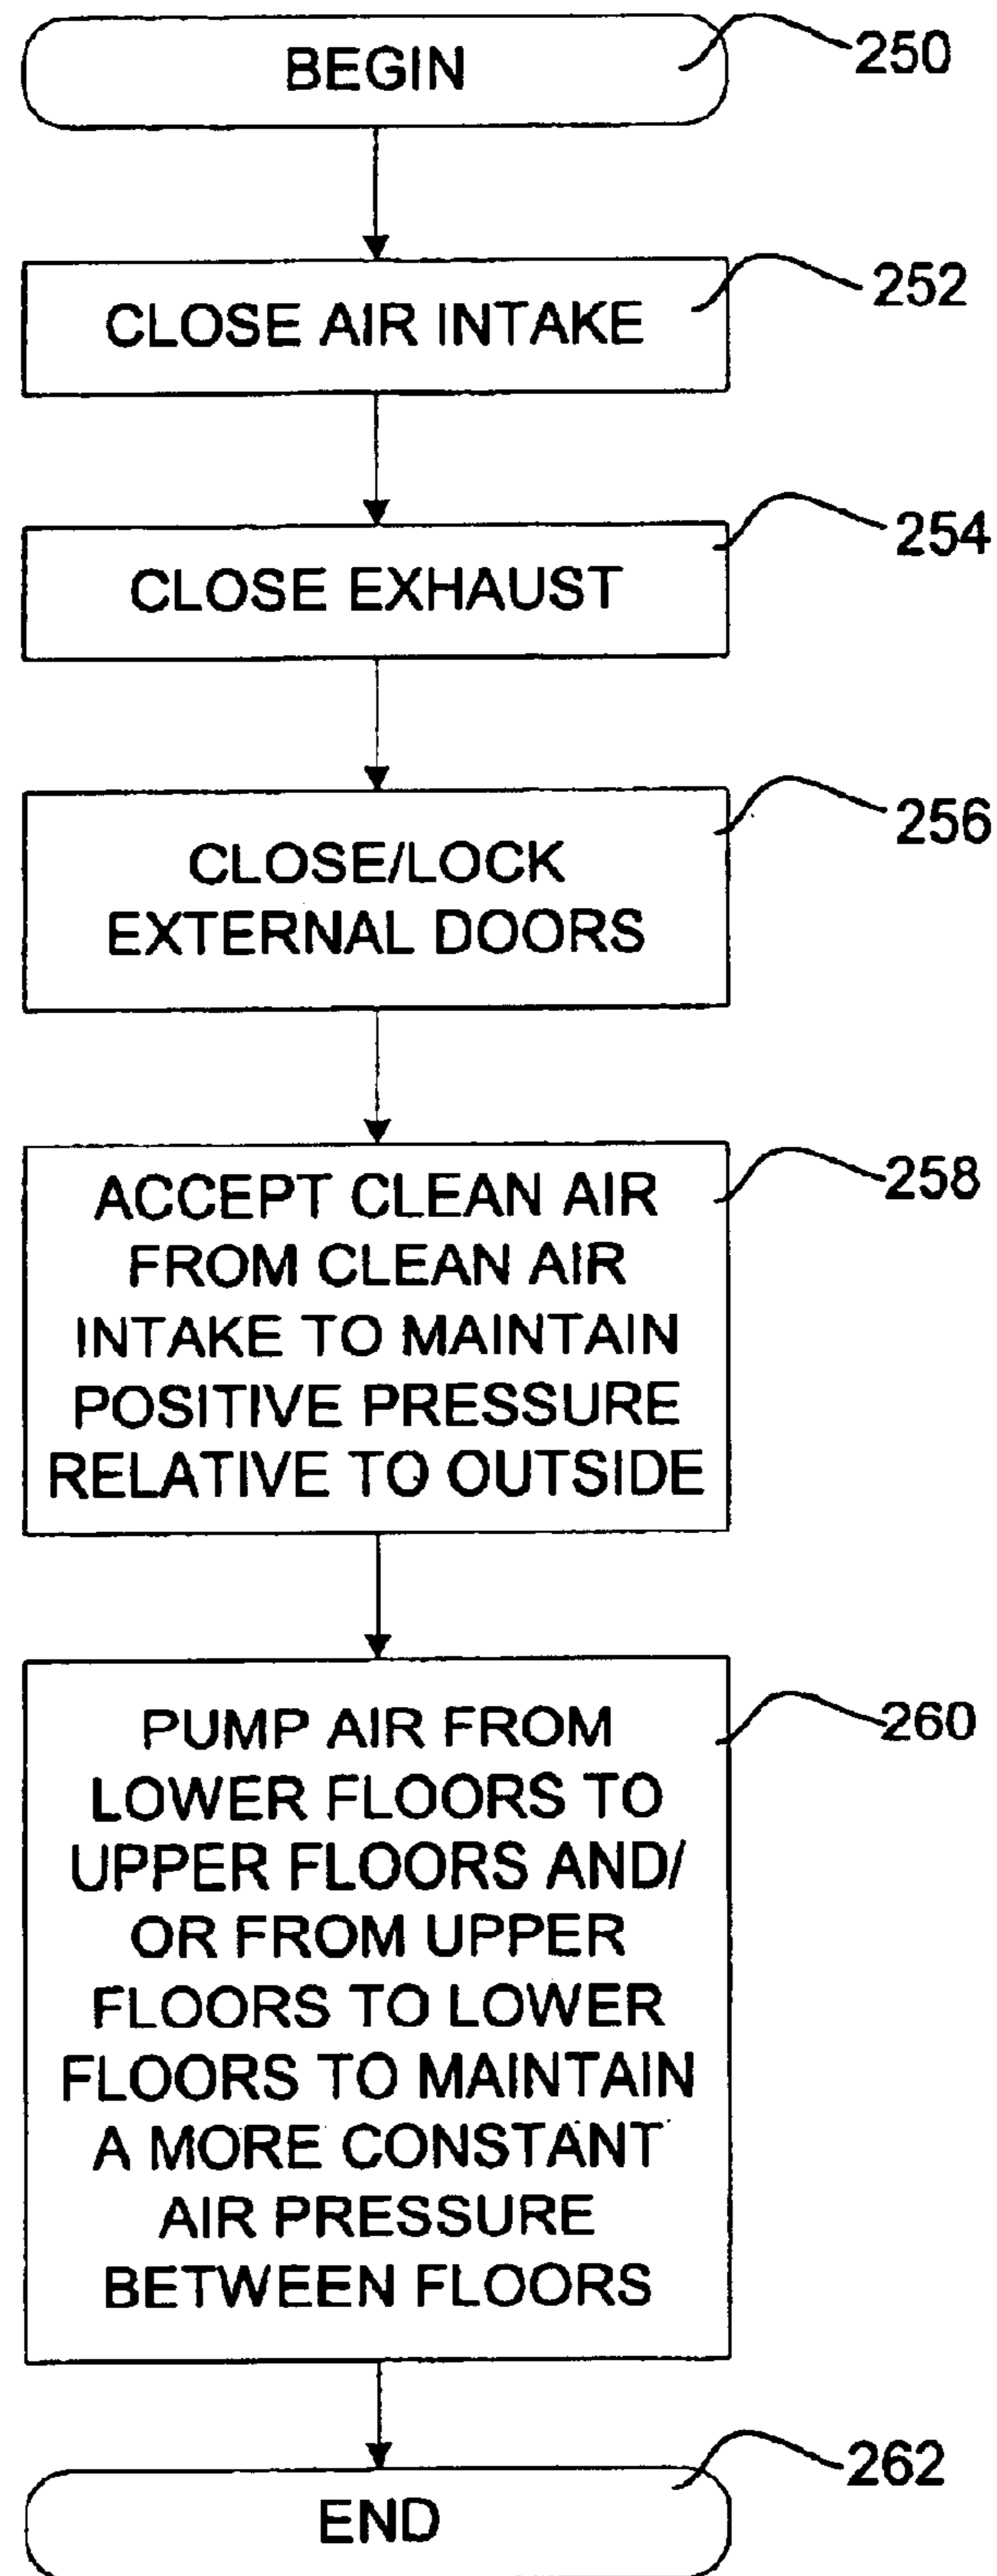 BEGIN
250
CLOSE AIR INTAKE
252
CLOSE EXHAUST
254
CLOSE/LOCK
EXTERNAL DOORS
256
ACCEPT CLEAN AIR
FROM CLEAN AIR
INTAKE TO MAINTAIN
POSITIVE PRESSURE
RELATIVE TO OUTSIDE
258
PUMP AIR FROM
LOWER FLOORS TO
UPPER FLOORS AND/
OR FROM UPPER
FLOORS TO LOWER
FLOORS TO MAINTAIN
A MORE CONSTANT
AIR PRESSURE
BETWEEN FLOORS
260
END
262